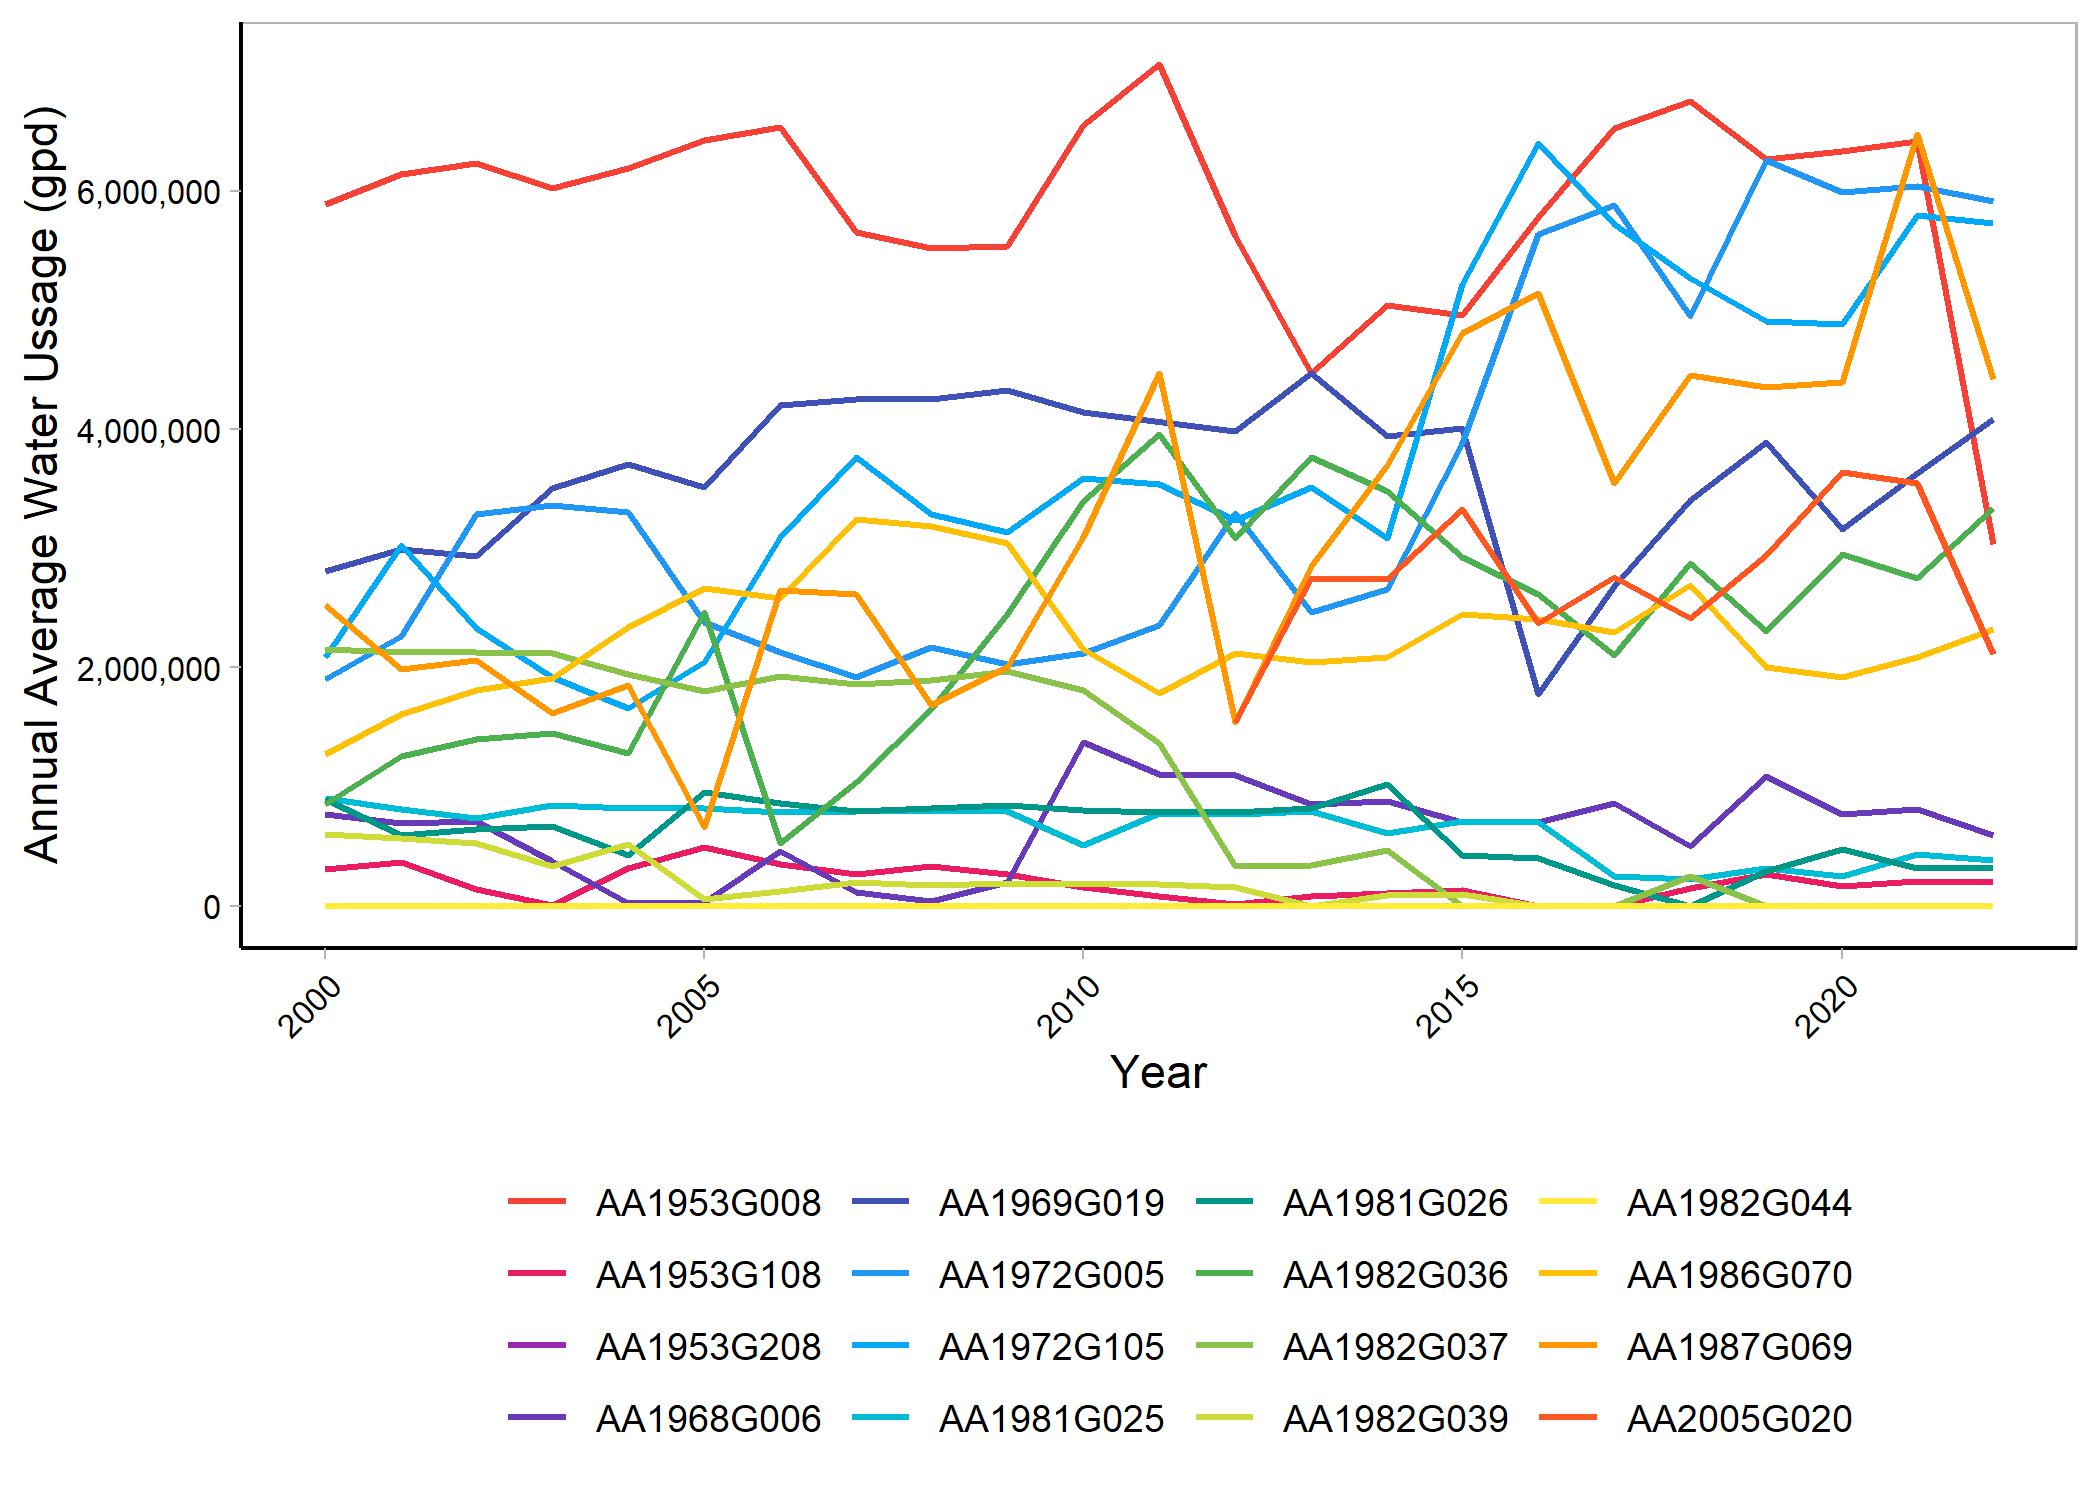 Annual Average Water Ussage (gpd)
6,000,000
4,000,000
2,000,000
0
2000 2005 2010 2015 2020
Year
AA1953G008 AA1969G019 AA1981G026 AA1982G044
AA1953G108 AA1972G005 AA1982G036 AA1986G070
AA1953G208 AA1972G105 AA1982G037 AA1987G069
AA1968G006 AA1981G025 AA1982G039 AA2005G020